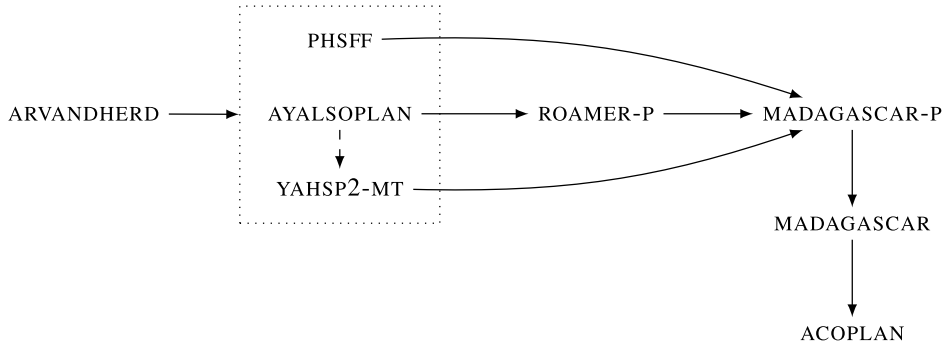 PHSFF
ARVANDHERD
AYALSOPLAN
ROAMER-P
MADAGASCAR-P
YAHSP2-MT
MADAGASCAR
ACOPLAN